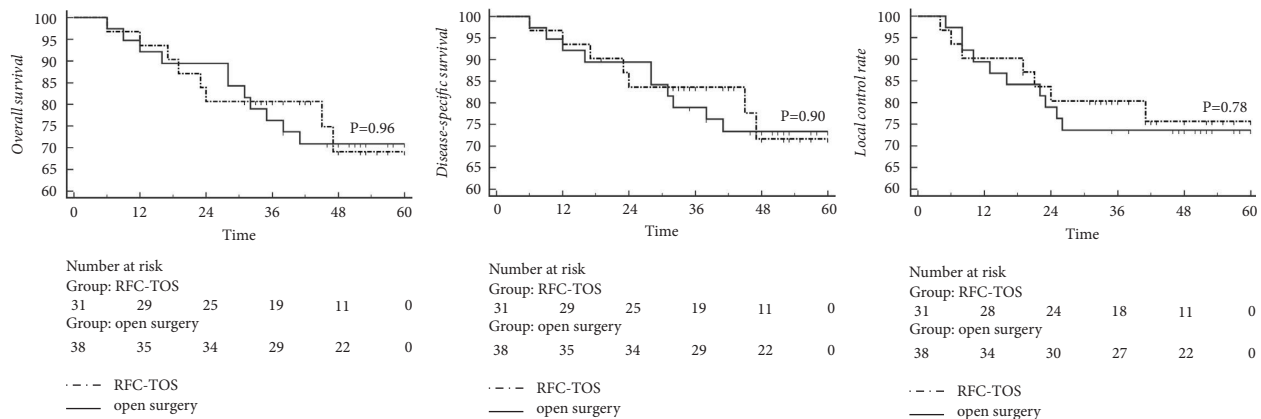 Overall survival
100
95
90
85
80
75
70
65
60
P=0.96
0 12 24 36 48 60
Time
Number at risk
Group: RFC-TOS
31 29 25 19 11 0
Group: open surgery
38 35 34 29 22 0
RFC-TOS
open surgery
Disease-specific survival
100
95
90
85
80
75
70
65
60
P=0.90
0 12 24 36 48 60
Time
Number at risk
Group: RFC-TOS
31 29 25 19 11 0
Group: open surgery
38 35 34 29 22 0
RFC-TOS
open surgery
Local control rate
100
95
90
85
80
75
70
65
60
P=0.78
0 12 24 36 48 60
Time
Number at risk
Group: RFC-TOS
31 28 24 18 11 0
Group: open surgery
38 34 30 27 22 0
RFC-TOS
open surgery